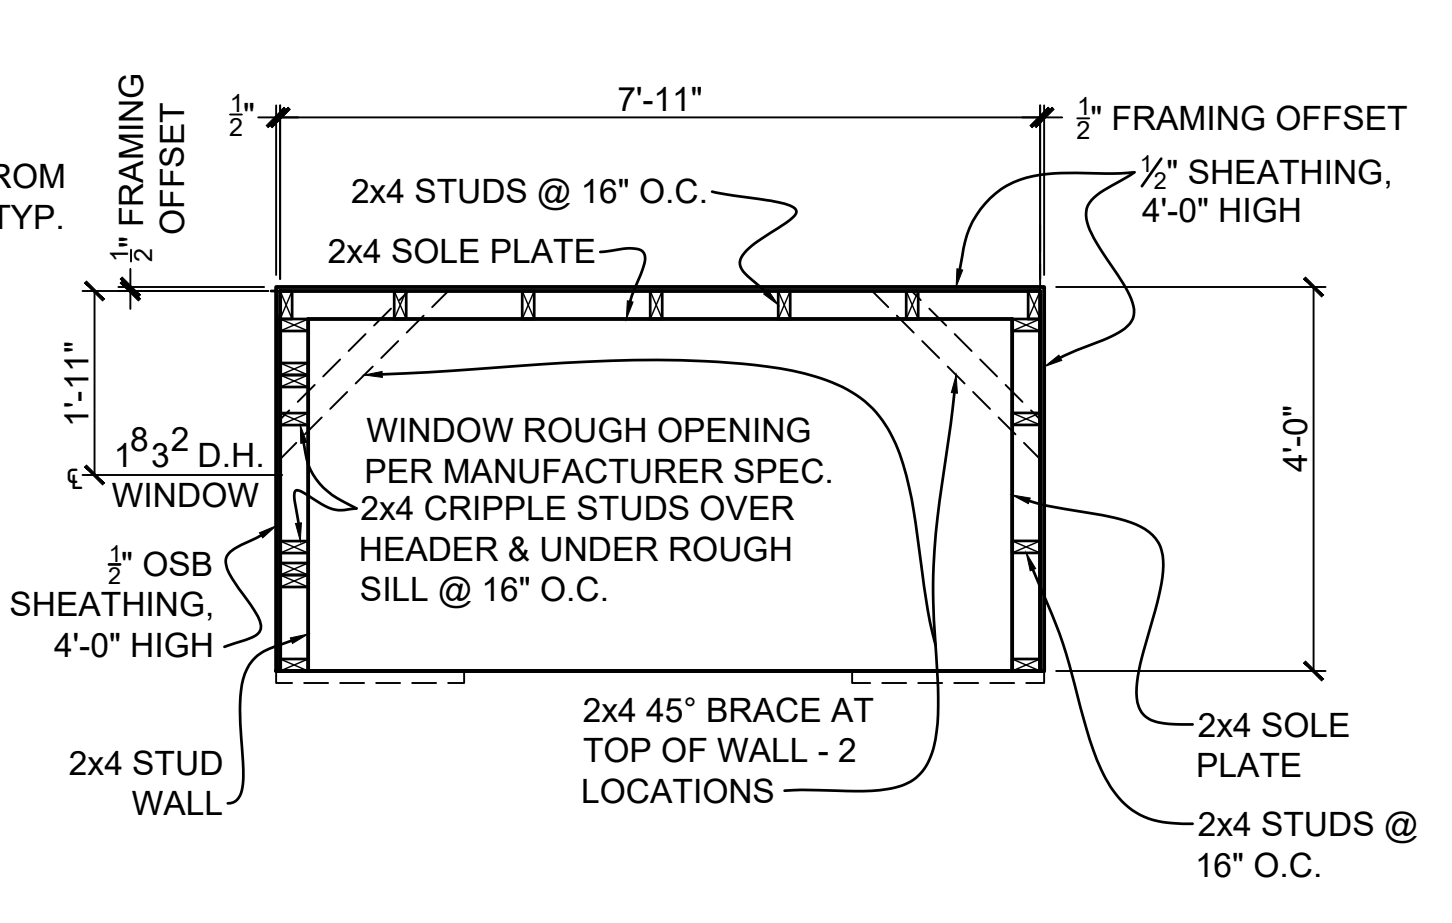 7'-11"
½"
½" FRAMING OFFSET
½" FRAMING
OFFSET
ROM
TYP.
2x4 STUDS @ 16" O.C.
½" SHEATHING,
4'-0" HIGH
2x4 SOLE PLATE
1'-11"
4'-0"
℄
1⁸3² D.H.
WINDOW
WINDOW ROUGH OPENING
PER MANUFACTURER SPEC.
2x4 CRIPPLE STUDS OVER
HEADER & UNDER ROUGH
SILL @ 16" O.C.
½" OSB
SHEATHING,
4'-0" HIGH
2x4 STUD
WALL
2x4 45° BRACE AT
TOP OF WALL - 2
LOCATIONS
2x4 SOLE
PLATE
2x4 STUDS @
16" O.C.